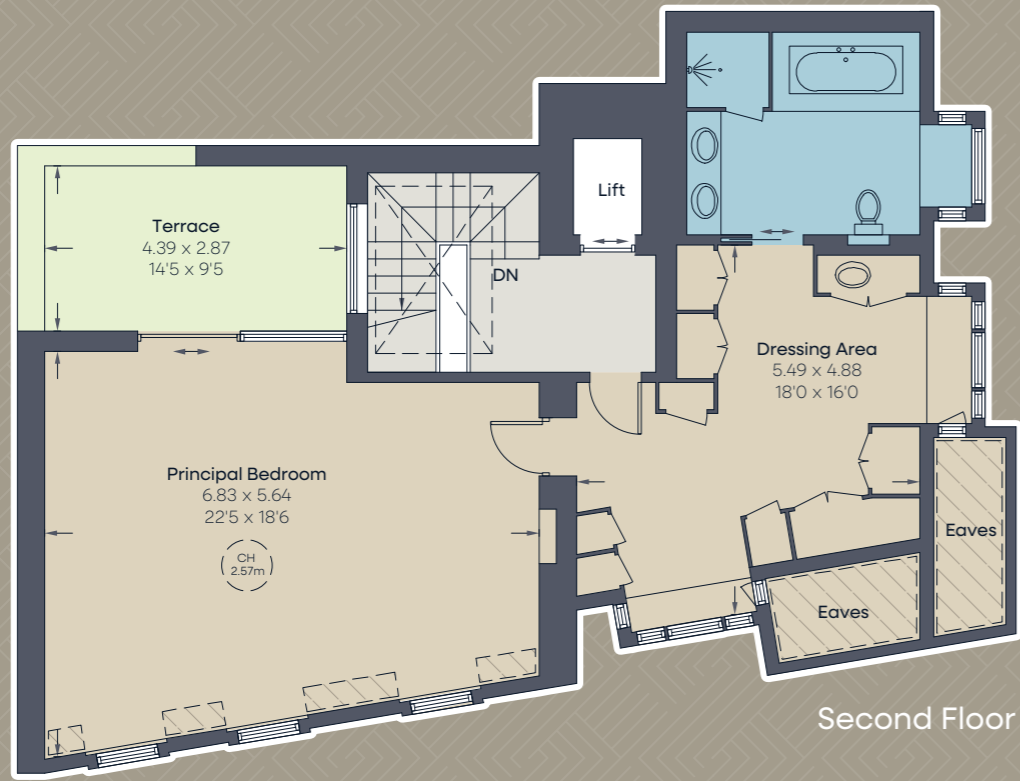 Lift
Terrace
4.39 x 2.87
14'5 x 9'5
DN
Dressing Area
5.49 x 4.88
18'0 x 16'0
Principal Bedroom
6.83 x 5.64
22'5 x 18'6
CH
2.57m
Eaves
Eaves
Second Floor